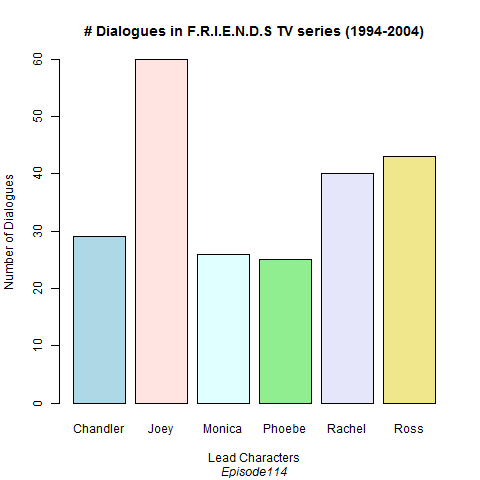 # Dialogues in F.R.I.E.N.D.S TV series (1994-2004)
60
50
40
30
20
10
0
Number of Dialogues
Chandler Joey Monica Phoebe Rachel Ross
Lead Characters
Episode114